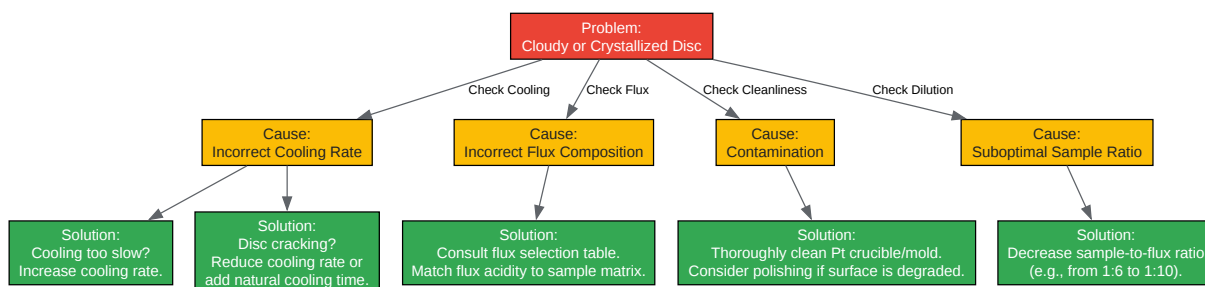 Problem:
Cloudy or Crystallized Disc
Check Cooling
Check Flux
Check Cleanliness
Check Dilution
Cause:
Incorrect Cooling Rate
Cause:
Incorrect Flux Composition
Cause:
Contamination
Cause:
Suboptimal Sample Ratio
Solution:
Cooling too slow?
Increase cooling rate.
Solution:
Disc cracking?
Reduce cooling rate or
add natural cooling time.
Solution:
Consult flux selection table.
Match flux acidity to sample matrix.
Solution:
Thoroughly clean Pt crucible/mold.
Consider polishing if surface is degraded.
Solution:
Decrease sample-to-flux ratio
(e.g., from 1:6 to 1:10).